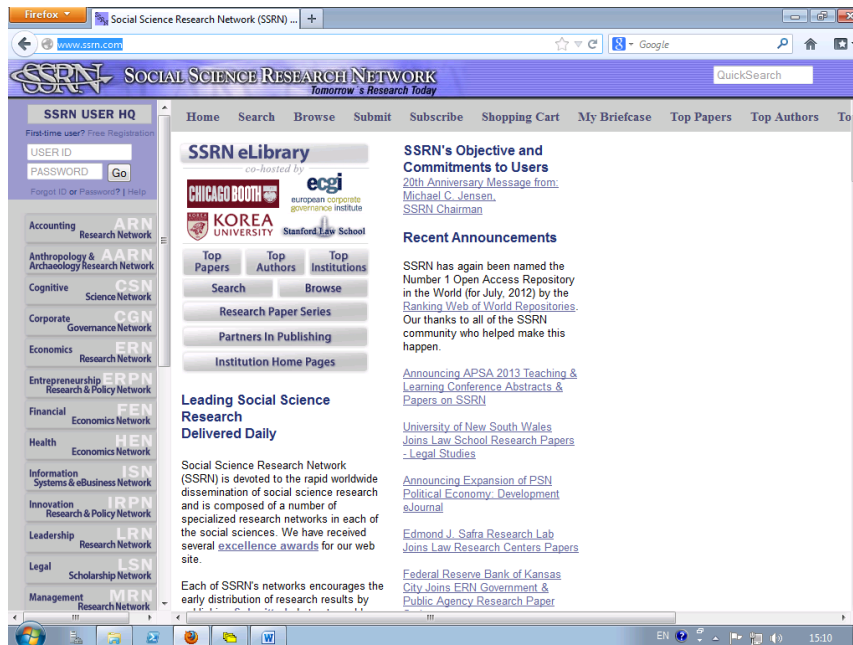 Firefox
Social Science Research Network (SSRN) ...
www.ssrn.com
Google
SSRN SOCIAL SCIENCE RESEARCH NETWORK
Tomorrow's Research Today
QuickSearch
SSRN USER HQ
First-time user? Free Registration
USER ID
PASSWORD Go
Forgot ID or Password? | Help
Accounting ARN
Research Network
Anthropology & AARN
Archaeology Research Network
Cognitive CSN
Science Network
Corporate CGN
Governance Network
Economics ERN
Research Network
Entrepreneurship ERPN
Research & Policy Network
Financial FEN
Economics Network
Health HEN
Economics Network
Information ISN
Systems & eBusiness Network
Innovation IRPN
Research & Policy Network
Leadership LRN
Research Network
Legal LSN
Scholarship Network
Management MRN
Research Network
Home Search Browse Submit Subscribe Shopping Cart My Briefcase Top Papers Top Authors To
SSRN eLibrary
co-hosted by
CHICAGO BOOTH
ecgi
european corporate
governance institute
KOREA
UNIVERSITY
Stanford Law School
Top Papers
Top Authors
Top Institutions
Search
Browse
Research Paper Series
Partners In Publishing
Institution Home Pages
Leading Social Science
Research
Delivered Daily
Social Science Research Network
(SSRN) is devoted to the rapid worldwide
dissemination of social science research
and is composed of a number of
specialized research networks in each of
the social sciences. We have received
several excellence awards for our web
site.
Each of SSRN's networks encourages the
early distribution of research results by
SSRN's Objective and
Commitments to Users
20th Anniversary Message from:
Michael C. Jensen,
SSRN Chairman
Recent Announcements
SSRN has again been named the
Number 1 Open Access Repository
in the World (for July, 2012) by the
Ranking Web of World Repositories.
Our thanks to all of the SSRN
community who helped make this
happen.
Announcing APSA 2013 Teaching &
Learning Conference Abstracts &
Papers on SSRN
University of New South Wales
Joins Law School Research Papers
- Legal Studies
Announcing Expansion of PSN
Political Economy: Development
eJournal
Edmond J. Safra Research Lab
Joins Law Research Centers Papers
Federal Reserve Bank of Kansas
City Joins ERN Government &
Public Agency Research Paper
EN
15:10